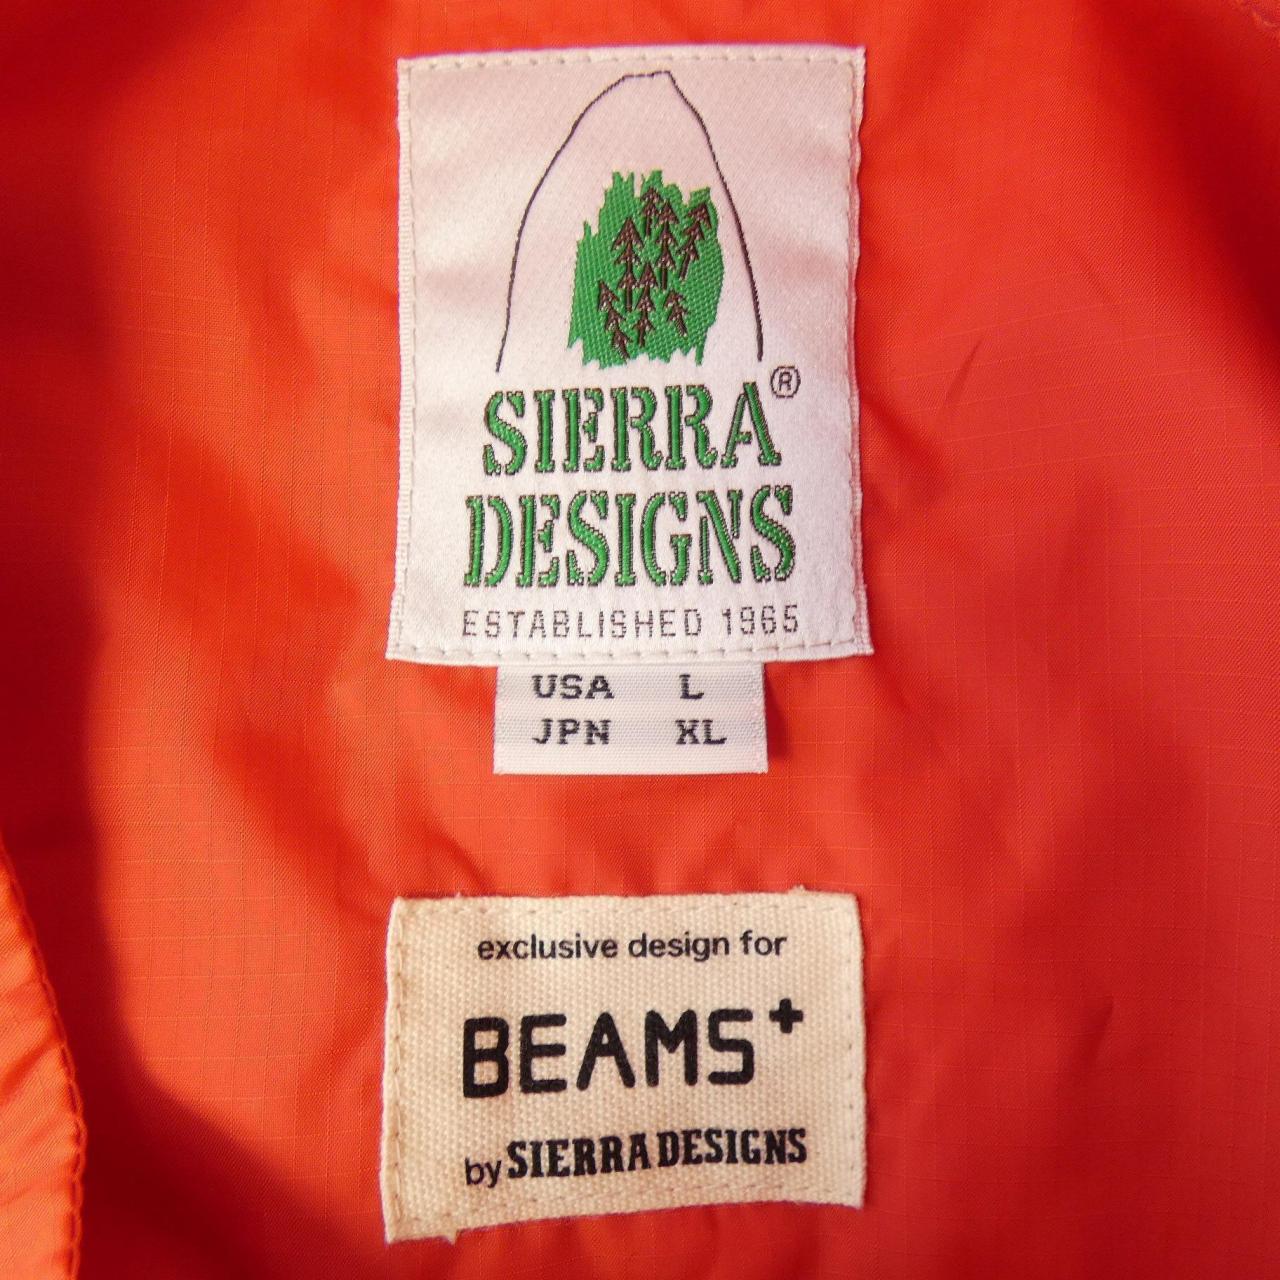 SIERRA®
DESIGNS
ESTABLISHED 1965
USA L
JPN XL
exclusive design for
BEAMS+
by SIERRA DESIGNS